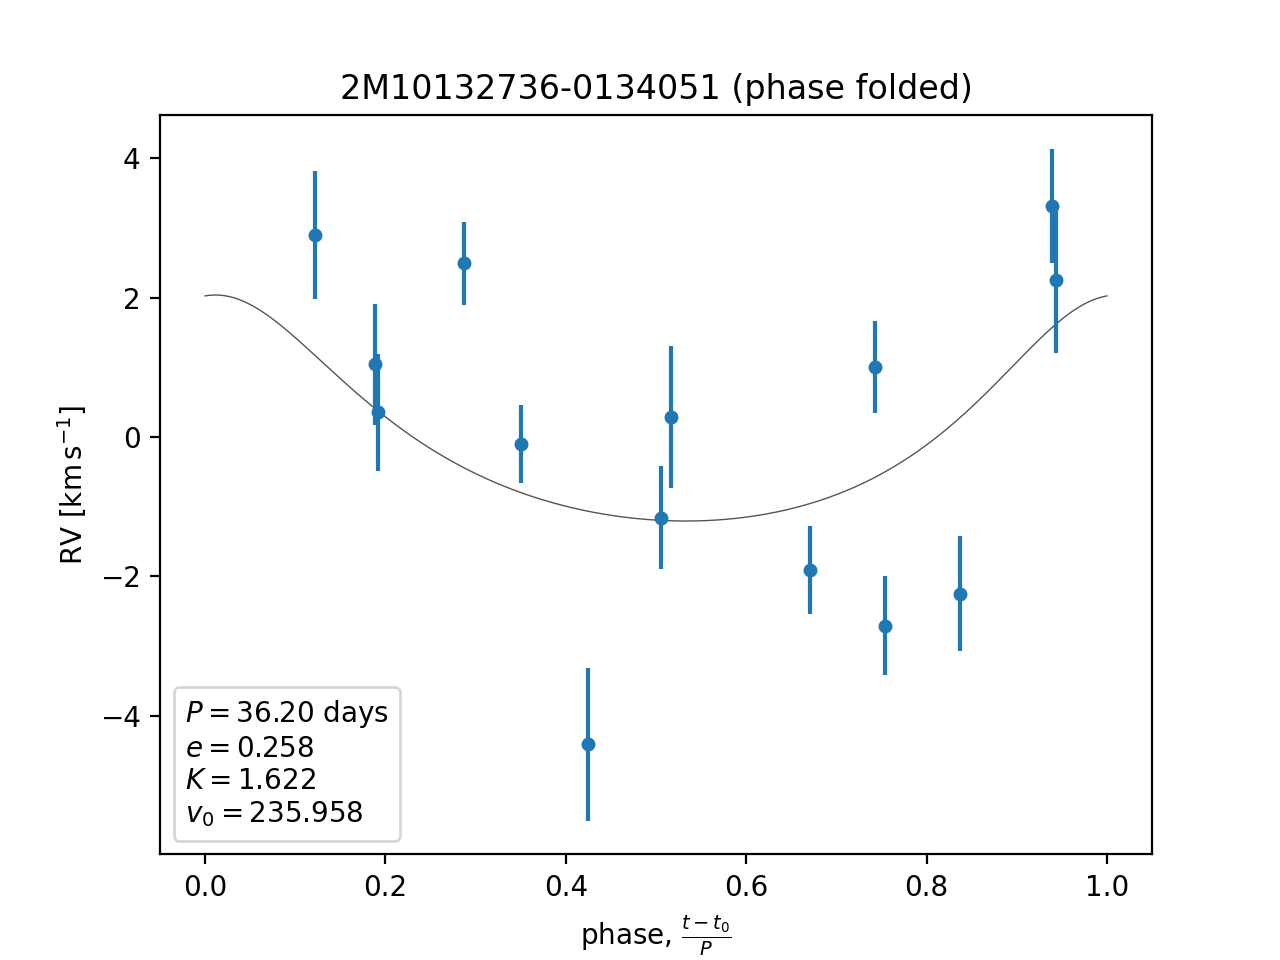 2M10132736-0134051 (phase folded)
4
2
0
−2
−4
RV [km s⁻¹]
P = 36.20 days
e = 0.258
K = 1.622
v₀ = 235.958
0.0 0.2 0.4 0.6 0.8 1.0
phase, (t − t₀)/P